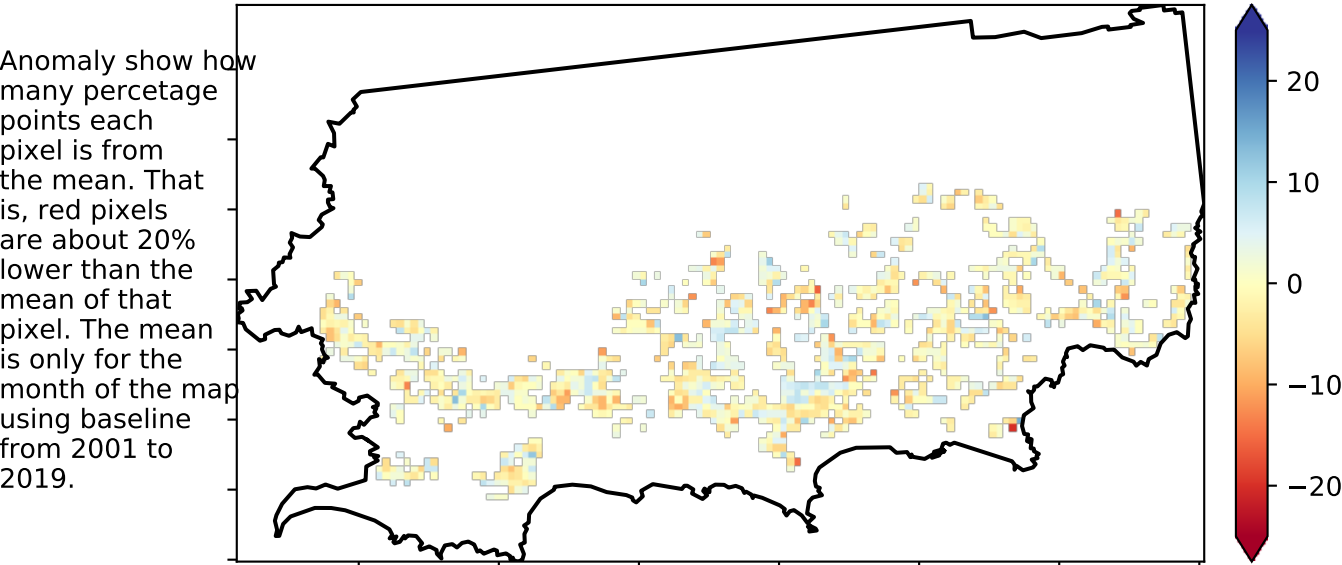 Anomaly show how
many percetage
points each
pixel is from
the mean. That
is, red pixels
are about 20%
lower than the
mean of that
pixel. The mean
is only for the
month of the map
using baseline
from 2001 to
2019.
20
10
0
−10
−20